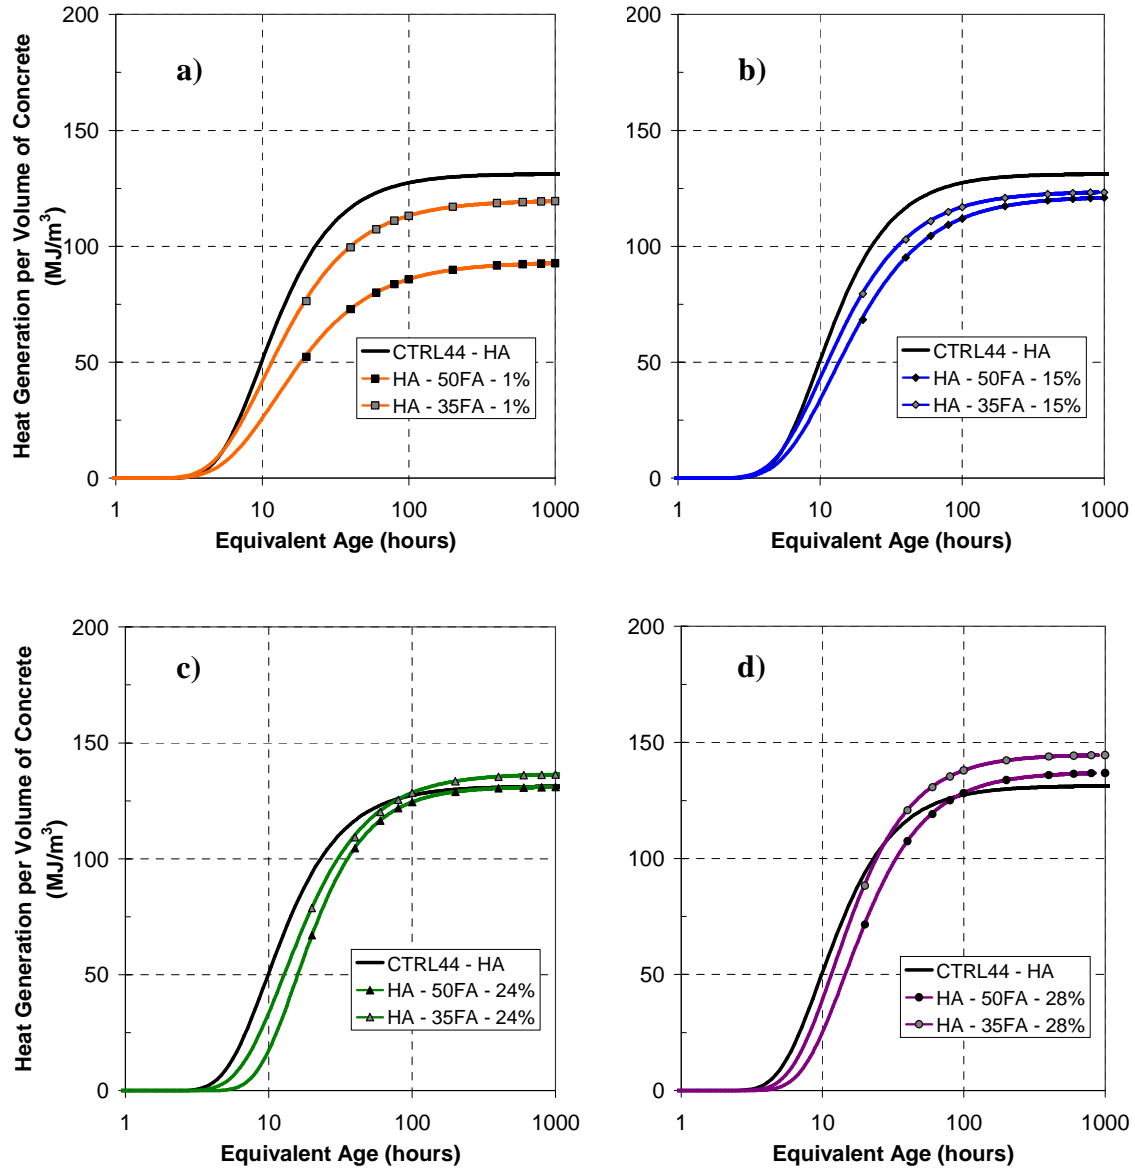 a)
Heat Generation per Volume of Concrete
(MJ/m³)
200
150
100
50
0
CTRL44 - HA
HA - 50FA - 1%
HA - 35FA - 1%
1
10
100
1000
Equivalent Age (hours)
b)
200
150
100
50
0
CTRL44 - HA
HA - 50FA - 15%
HA - 35FA - 15%
1
10
100
1000
Equivalent Age (hours)
c)
Heat Generation per Volume of Concrete
(MJ/m³)
200
150
100
50
0
CTRL44 - HA
HA - 50FA - 24%
HA - 35FA - 24%
1
10
100
1000
Equivalent Age (hours)
d)
200
150
100
50
0
CTRL44 - HA
HA - 50FA - 28%
HA - 35FA - 28%
1
10
100
1000
Equivalent Age (hours)